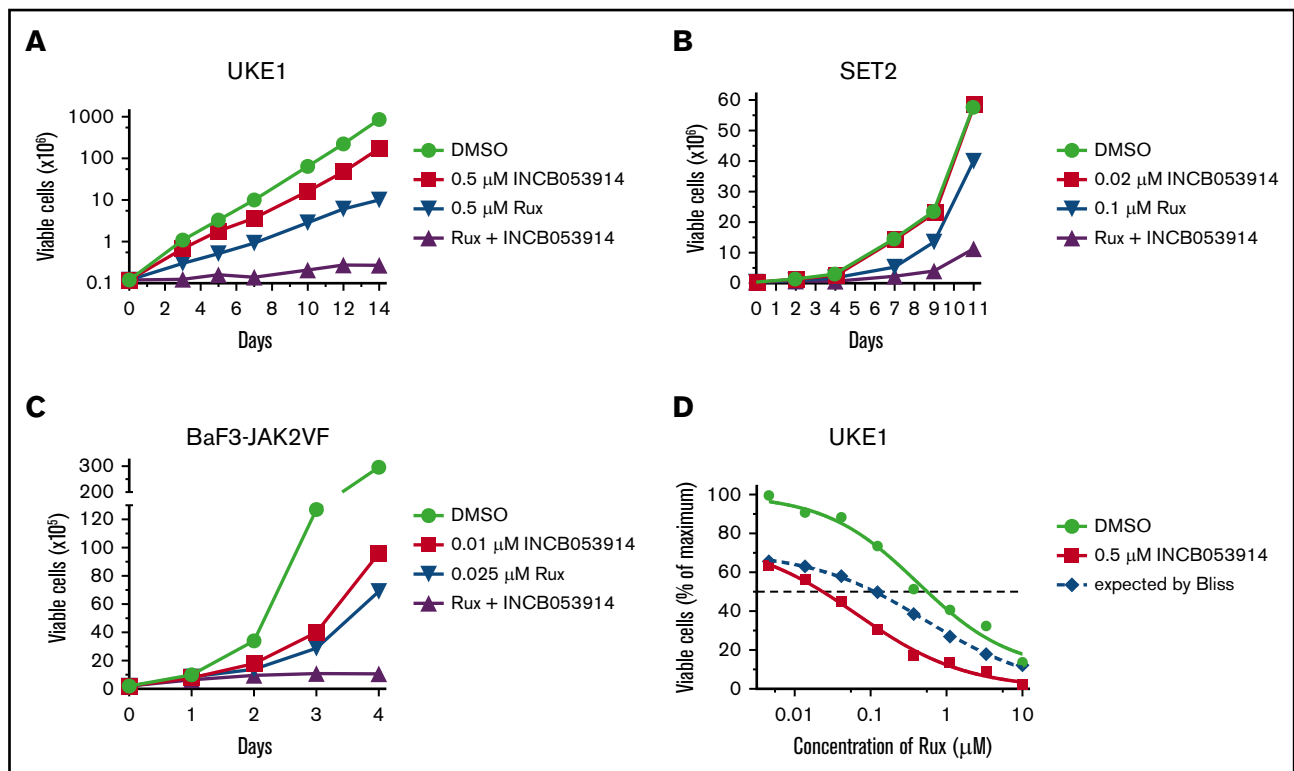 A
UKE1
Viable cells (x10⁶)
1000
100
10
1
0.1
0 2 4 6 8 10 12 14
Days
DMSO
0.5 μM INCB053914
0.5 μM Rux
Rux + INCB053914
B
SET2
Viable cells (x10⁶)
60
50
40
30
20
10
0
0 1 2 3 4 5 6 7 8 9 10 11
Days
DMSO
0.02 μM INCB053914
0.1 μM Rux
Rux + INCB053914
C
BaF3-JAK2VF
Viable cells (x10⁵)
300
200
120
100
80
60
40
20
0
0 1 2 3 4
Days
DMSO
0.01 μM INCB053914
0.025 μM Rux
Rux + INCB053914
D
UKE1
Viable cells (% of maximum)
100
80
60
40
20
0
0.01 0.1 1 10
Concentration of Rux (μM)
DMSO
0.5 μM INCB053914
expected by Bliss